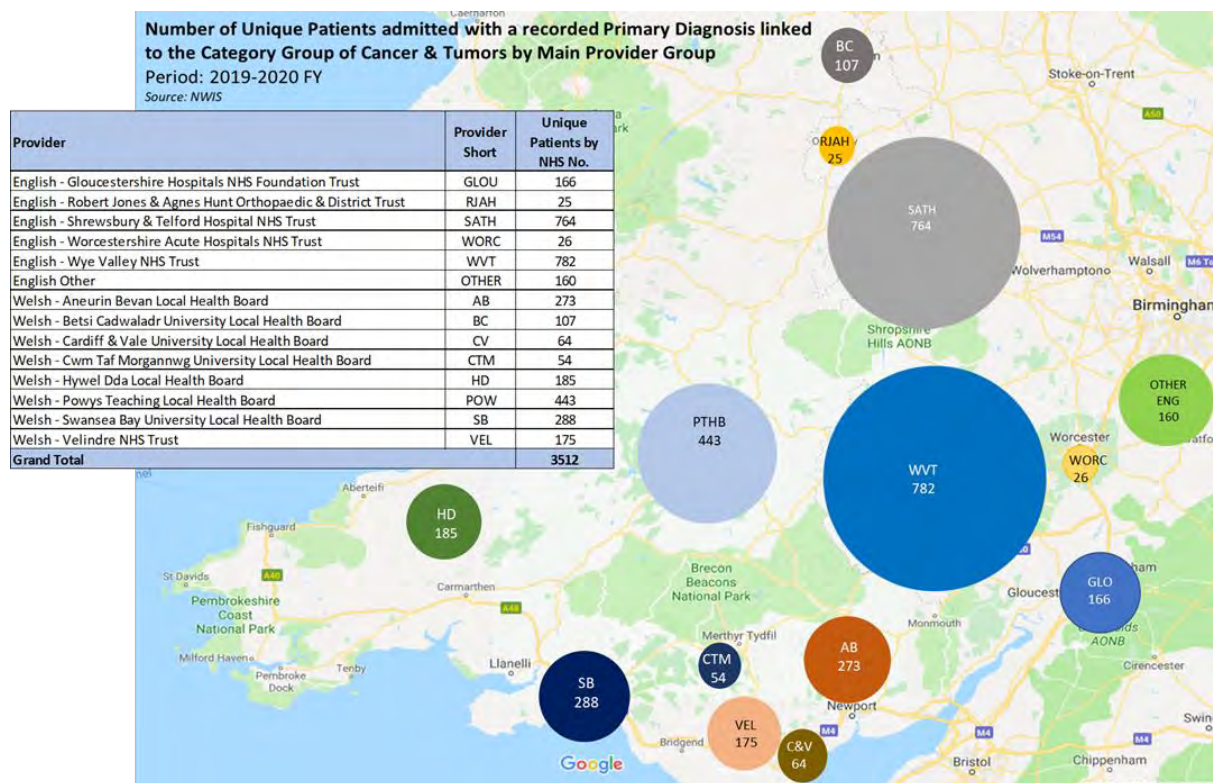 Caernarfon
Number of Unique Patients admitted with a recorded Primary Diagnosis linked
to the Category Group of Cancer & Tumors by Main Provider Group
Period: 2019-2020 FY
Source: NWIS
Provider Provider Short Unique Patients by NHS No.
English - Gloucestershire Hospitals NHS Foundation Trust GLOU 166
English - Robert Jones & Agnes Hunt Orthopaedic & District Trust RJAH 25
English - Shrewsbury & Telford Hospital NHS Trust SATH 764
English - Worcestershire Acute Hospitals NHS Trust WORC 26
English - Wye Valley NHS Trust WVT 782
English Other OTHER 160
Welsh - Aneurin Bevan Local Health Board AB 273
Welsh - Betsi Cadwaladr University Local Health Board BC 107
Welsh - Cardiff & Vale University Local Health Board CV 64
Welsh - Cwm Taf Morgannwg University Local Health Board CTM 54
Welsh - Hywel Dda Local Health Board HD 185
Welsh - Powys Teaching Local Health Board POW 443
Welsh - Swansea Bay University Local Health Board SB 288
Welsh - Velindre NHS Trust VEL 175
Grand Total 3512
BC
107
Stoke-on-Trent
A50
RJAH
25
SATH
764
M54
Wolverhampton
Walsall
M6
Birmingham
Shropshire
Hills AONB
OTHER
ENG
160
PTHB
443
Worcester
WORC
26
WVT
782
Aberteifi
HD
185
Fishguard
St Davids
A40
Carmarthen
A48
Pembrokeshire
Coast
National Park
Milford Haven
Pembroke
Dock
Tenby
Llanelli
Brecon
Beacons
National Park
Merthyr Tydfil
Monmouth
GLO
166
AONB
Cirencester
CTM
54
AB
273
SB
288
Newport
VEL
175
M4
C&V
64
Bridgend
Google
M4
M4
Bristol
Chippenham